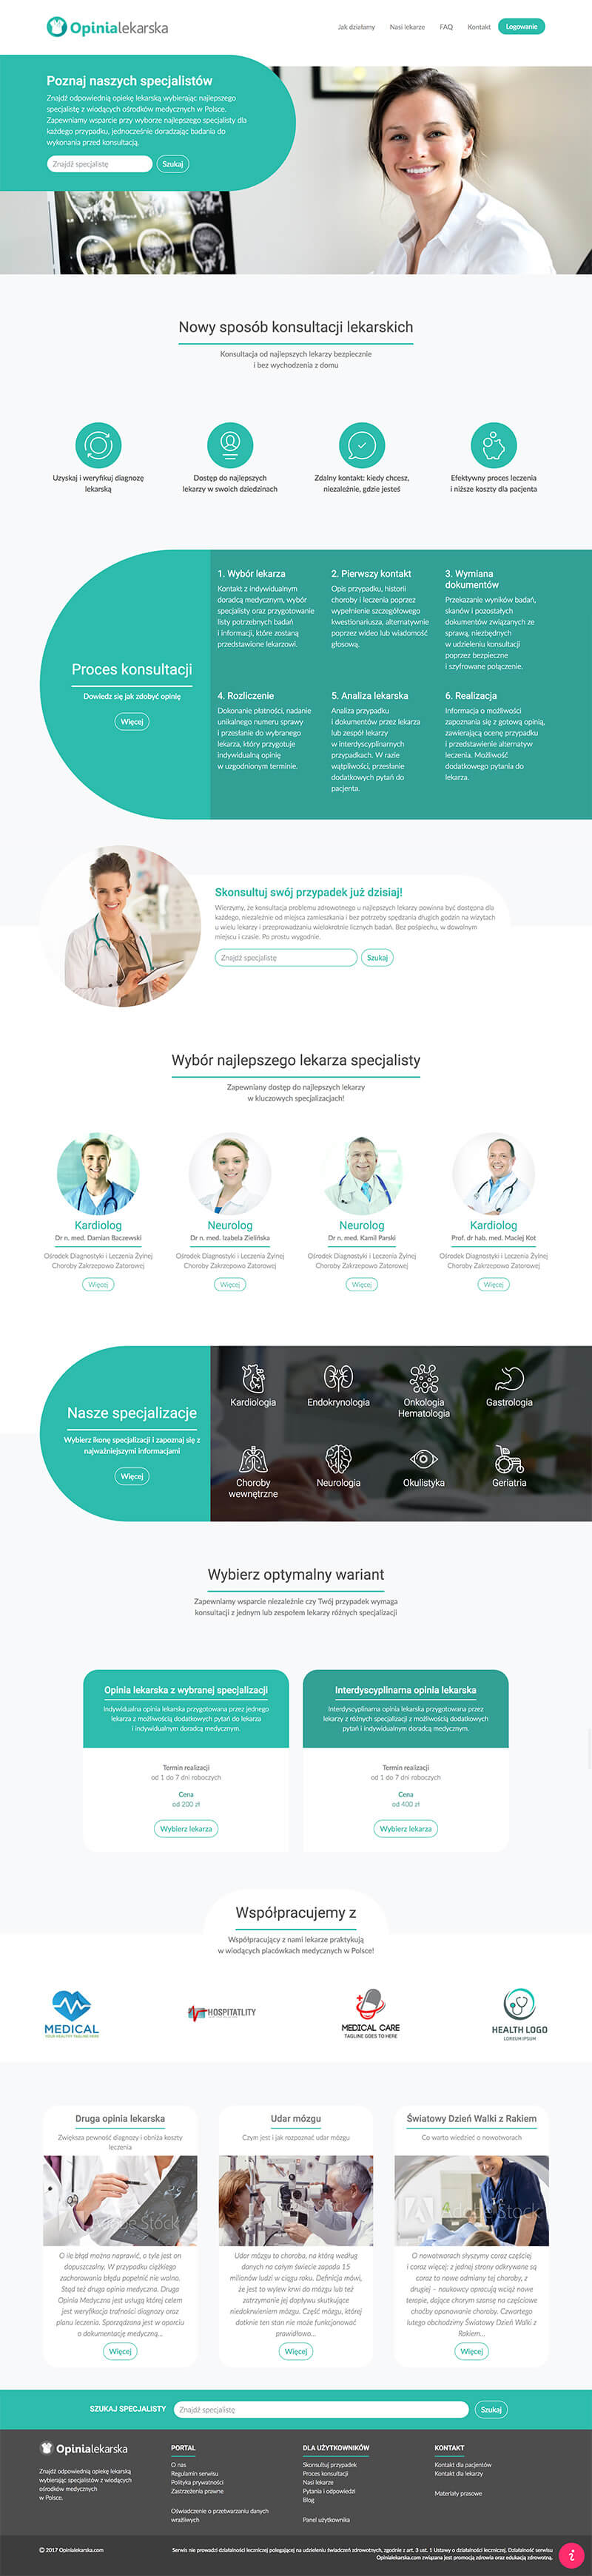 Opinialekarska
Jak działamy Nasi lekarze FAQ Kontakt Logowanie
Poznaj naszych specjalistów
Znajdź odpowiednią opiekę lekarską wybierając najlepszego
specjalistę z wiodących ośrodków medycznych w Polsce.
Zapewniamy wsparcie przy wyborze najlepszego specjalisty dla
każdego przypadku, jednocześnie doradzając badania do
wykonania przed konsultacją.
Znajdź specjalistę Szukaj
Nowy sposób konsultacji lekarskich
Konsultacja od najlepszych lekarzy bezpiecznie
i bez wychodzenia z domu
Uzyskaj i weryfikuj diagnozę
lekarską
Dostęp do najlepszych
lekarzy w swoich dziedzinach
Zdalny kontakt: kiedy chcesz,
niezależnie, gdzie jesteś
Efektywny proces leczenia
i niższe koszty dla pacjenta
Proces konsultacji
Dowiedz się jak zdobyć opinię
Więcej
1. Wybór lekarza
Kontakt z indywidualnym
doradcą medycznym, wybór
specjalisty oraz przygotowanie
listy potrzebnych badań
i informacji, które zostaną
przedstawione lekarzowi.
2. Pierwszy kontakt
Opis przypadku, historii
choroby i leczenia poprzez
wypełnienie szczegółowego
kwestionariusza, alternatywnie
poprzez wideo lub wiadomość
głosową.
3. Wymiana
dokumentów
Przekazanie wyników badań,
skanów i pozostałych
dokumentów związanych ze
sprawą, niezbędnych
w udzieleniu konsultacji
poprzez bezpieczne
i szyfrowane połączenie.
4. Rozliczenie
Dokonanie płatności, nadanie
unikalnego numeru sprawy
i przesłanie do wybranego
lekarza, który przygotuje
indywidualną opinię
w uzgodnionym terminie.
5. Analiza lekarska
Analiza przypadku
i dokumentów przez lekarza
lub zespół lekarzy
w interdyscyplinarnych
przypadkach. W razie
wątpliwości, przesłanie
dodatkowych pytań do
pacjenta.
6. Realizacja
Informacja o możliwości
zapoznania się z gotową opinią,
zawierającą ocenę przypadku
i przedstawienie alternatyw
leczenia. Możliwość
dodatkowego pytania do
lekarza.
Skonsultuj swój przypadek już dzisiaj!
Wierzymy, że konsultacja problemu zdrowotnego u najlepszych lekarzy powinna być dostępna dla
każdego, niezależnie od miejsca zamieszkania i bez potrzeby spędzania długich godzin na wizytach
u wielu lekarzy i przeprowadzaniu wielokrotnie licznych badań. Bez pośpiechu, w dowolnym
miejscu i czasie. Po prostu wygodnie.
Znajdź specjalistę Szukaj
Wybór najlepszego lekarza specjalisty
Zapewniany dostęp do najlepszych lekarzy
w kluczowych specjalizacjach!
Kardiolog
Dr n. med. Damian Baczewski
Ośrodek Diagnostyki i Leczenia Żylnej
Choroby Zakrzepowo Zatorowej
Więcej
Neurolog
Dr n. med. Izabela Zielińska
Ośrodek Diagnostyki i Leczenia Żylnej
Choroby Zakrzepowo Zatorowej
Więcej
Neurolog
Dr n. med. Kamil Parski
Ośrodek Diagnostyki i Leczenia Żylnej
Choroby Zakrzepowo Zatorowej
Więcej
Kardiolog
Prof. dr hab. med. Maciej Kot
Ośrodek Diagnostyki i Leczenia Żylnej
Choroby Zakrzepowo Zatorowej
Więcej
Nasze specjalizacje
Wybierz ikonę specjalizacji i zapoznaj się z
najważniejszymi informacjami
Więcej
Kardiologia
Endokrynologia
Onkologia
Hematologia
Gastrologia
Choroby
wewnętrzne
Neurologia
Okulistyka
Geriatria
Wybierz optymalny wariant
Zapewniamy wsparcie niezależnie czy Twój przypadek wymaga
konsultacji z jednym lub zespołem lekarzy różnych specjalizacji
Opinia lekarska z wybranej specjalizacji
Indywidualna opinia lekarska przygotowana przez jednego
lekarza z możliwością dodatkowych pytań do lekarza
i indywidualnym doradcą medycznym.
Termin realizacji
od 1 do 7 dni roboczych
Cena
od 200 zł
Wybierz lekarza
Interdyscyplinarna opinia lekarska
Interdyscyplinarna opinia lekarska przygotowana przez
lekarzy z różnych specjalizacji z możliwością dodatkowych
pytań i indywidualnym doradcą medycznym.
Termin realizacji
od 1 do 7 dni roboczych
Cena
od 400 zł
Wybierz lekarza
Współpracujemy z
Współpracujący z nami lekarze praktykują
w wiodących placówkach medycznych w Polsce!
MEDICAL
YOUR HEALTHY TAGLINE HERE
HOSPITATLITY
MEDICAL CARE
TAGLINE GOES TO HERE
HEALTH LOGO
LOREUM IPSUM
Druga opinia lekarska
Zwiększa pewność diagnozy i obniża koszty
leczenia
Adobe Stock
O ile błąd można naprawić, o tyle jest on
dopuszczalny. W przypadku ciężkiego
zachorowania błędu popełnić nie wolno.
Stąd też druga opinia medyczna. Druga
Opinia Medyczna jest usługą której celem
jest weryfikacja trafności diagnozy oraz
planu leczenia. Sporządzana jest w oparciu
o dokumentację medyczną...
Więcej
Udar mózgu
Czym jest i jak rozpoznać udar mózgu
Udar mózgu to choroba, na którą według
danych na całym świecie zapada 15
milionów ludzi w ciągu roku. Definicja mówi,
że jest to wylew krwi do mózgu lub też
zatrzymanie jej dopływu skutkujące
niedokrwieniem mózgu. Część mózgu, której
dotknie ten stan nie może funkcjonować
prawidłowo...
Więcej
Światowy Dzień Walki z Rakiem
Co warto wiedzieć o nowotworach
Adobe Stock
O nowotworach słyszymy coraz częściej
i coraz więcej: z jednej strony odkrywane są
coraz to nowe odmiany tej choroby, z
drugiej – naukowcy opracują wciąż nowe
terapie, dające chorym szansę na częściowe
choćby opanowanie choroby. Czwartego
lutego obchodzimy Światowy Dzień Walki z
Rakiem...
Więcej
SZUKAJ SPECJALISTY Znajdź specjalistę Szukaj
Opinialekarska
Znajdź odpowiednią opiekę lekarską
wybierając specjalistów z wiodących
ośrodków medycznych
w Polsce.
PORTAL
O nas
Regulamin serwisu
Polityka prywatności
Zastrzeżenia prawne
Oświadczenie o przetwarzaniu danych
wrażliwych
DLA UŻYTKOWNIKÓW
Skonsultuj przypadek
Proces konsultacji
Nasi lekarze
Pytania i odpowiedzi
Blog
Panel użytkownika
KONTAKT
Kontakt dla pacjentów
Kontakt dla lekarzy
Materiały prasowe
© 2017 Opinialekarska.com
Serwis nie prowadzi działalności leczniczej polegającej na udzieleniu świadczeń zdrowotnych, zgodnie z art. 3 ust. 1 Ustawy o działalności leczniczej. Działalność serwisu
Opinialekarska.com związana jest promocją zdrowia oraz edukacją zdrowotną.
i